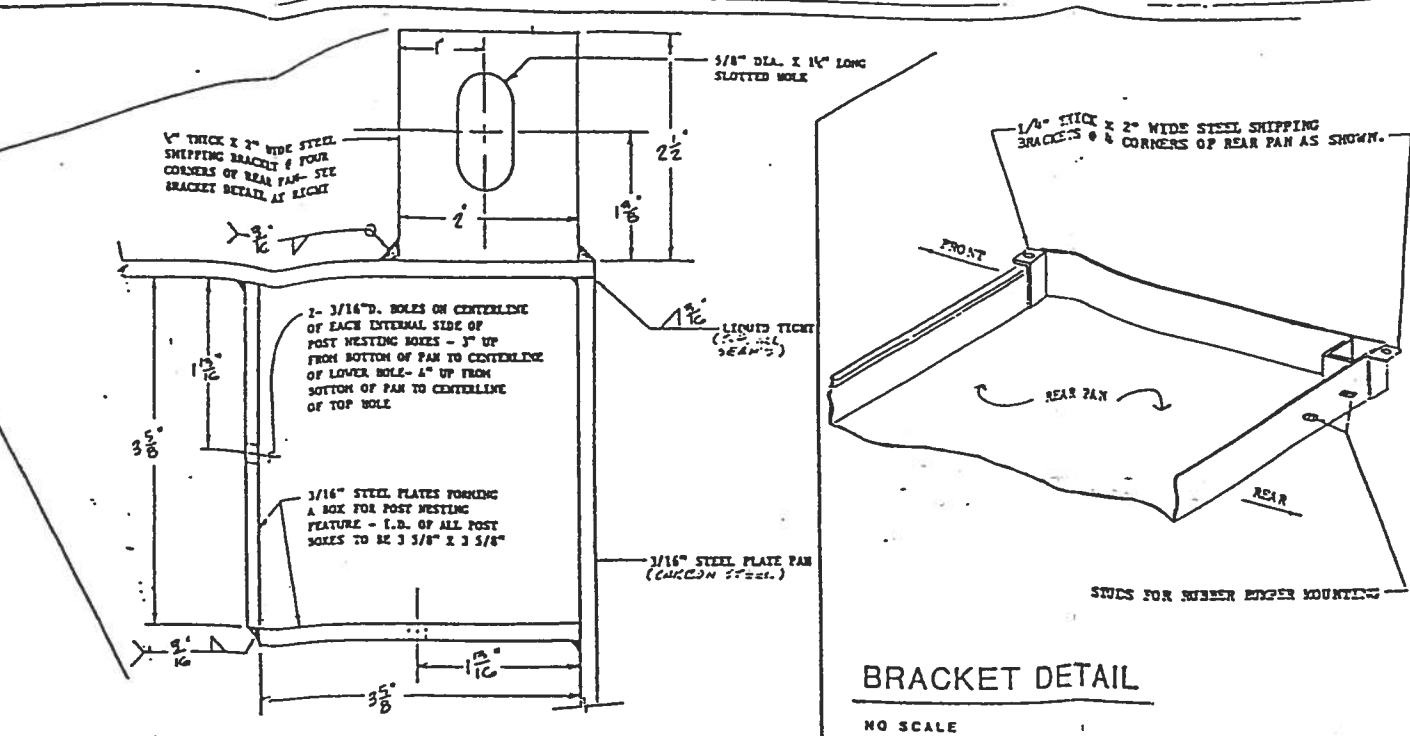 1"
5/8" DIA. X 1½" LONG
SLOTTED HOLE
¼" THICK X 2" WIDE STEEL
SHIPPING BRACKET @ FOUR
CORNERS OF REAR PAN- SEE
BRACKET DETAIL AT RIGHT
2 1/2"
2"
3/16"
2- 3/16"D. HOLES ON CENTERLINE
OF EACH INTERNAL SIDE OF
POST NESTING BOXES - 3" UP
FROM BOTTOM OF PAN TO CENTERLINE
OF LOWER HOLE- 4" UP FROM
BOTTOM OF PAN TO CENTERLINE
OF TOP HOLE
3/16"
LIQUID TIGHT
SEAMS)
1 13/16"
3 5/8"
3/16" STEEL PLATES FORMING
A BOX FOR POST NESTING
FEATURE - I.D. OF ALL POST
BOXES TO BE 3 5/8" X 3 5/8"
3/16" STEEL PLATE PAN
(CARBON STEEL)
3/16"
1 13/16"
3 5/8"
1/4" THICK X 2" WIDE STEEL SHIPPING
BRACKETS @ 4 CORNERS OF REAR PAN AS SHOWN.
FRONT
REAR PAN
REAR
STUDS FOR RUBBER BUMPER MOUNTING
BRACKET DETAIL
NO SCALE